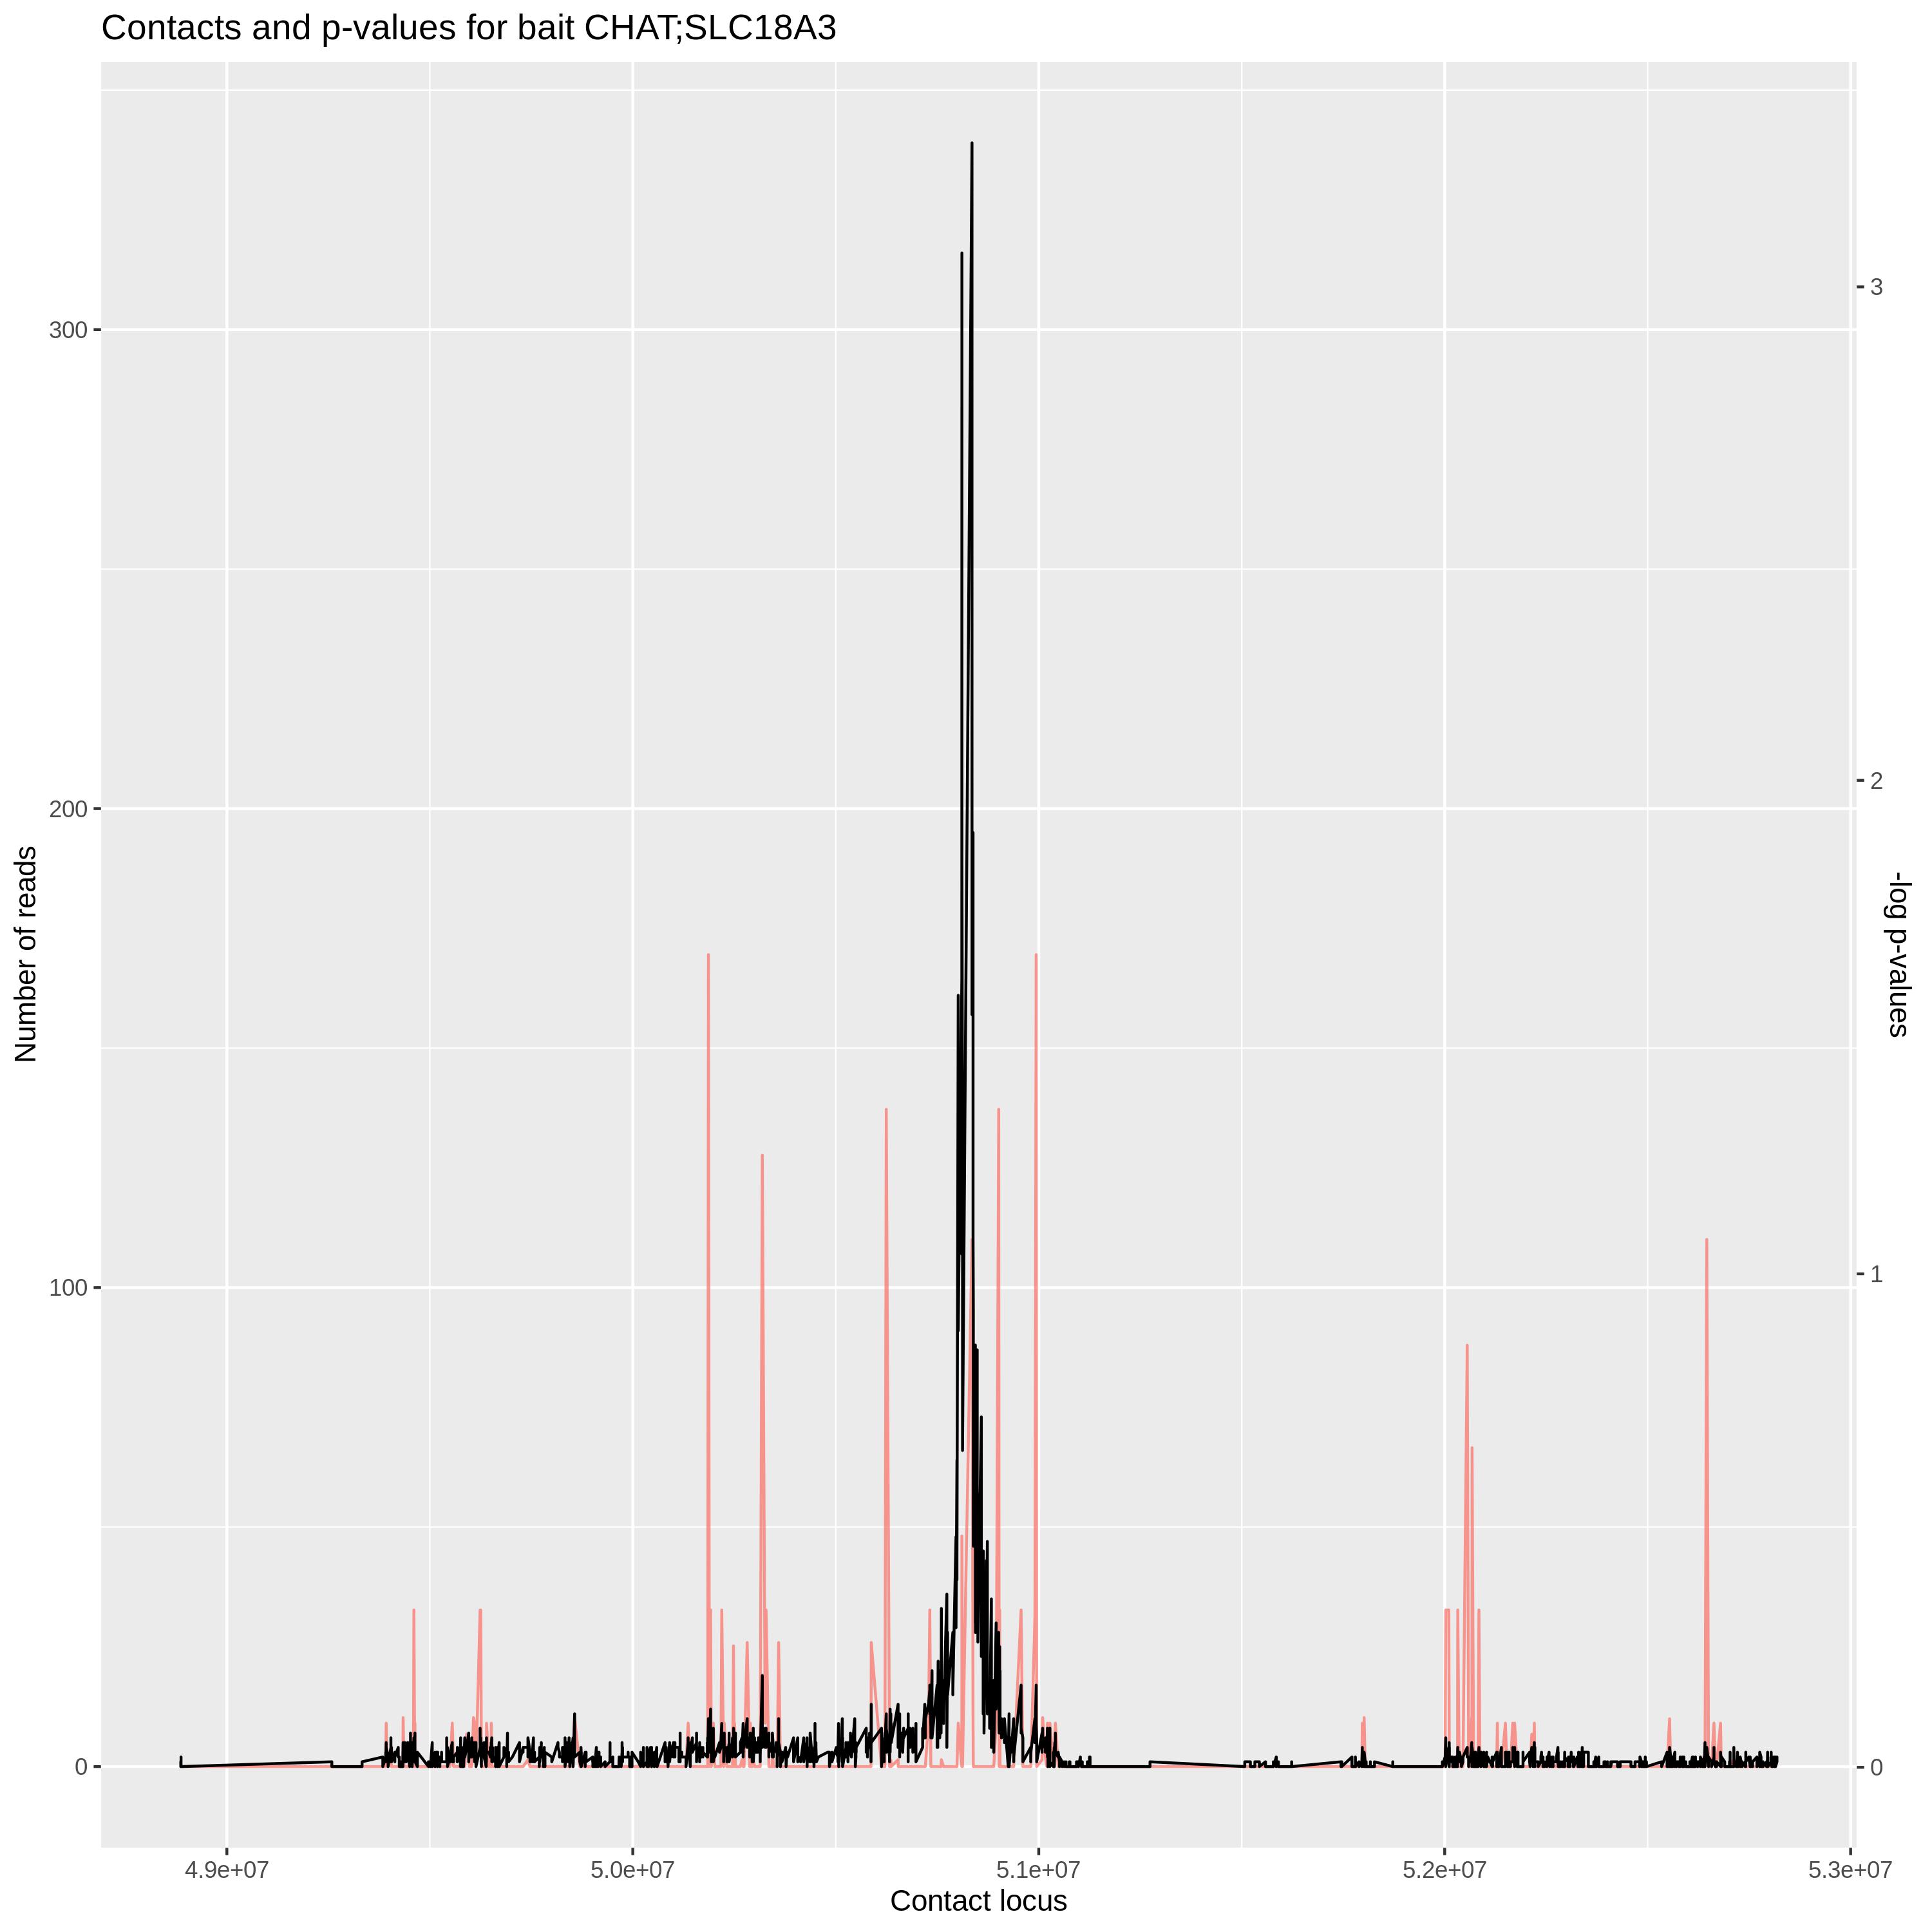 Contacts and p-values for bait CHAT;SLC18A3
Number of reads
300
200
100
0
3
2
1
0
-log p-values
4.9e+07 5.0e+07 5.1e+07 5.2e+07 5.3e+07
Contact locus